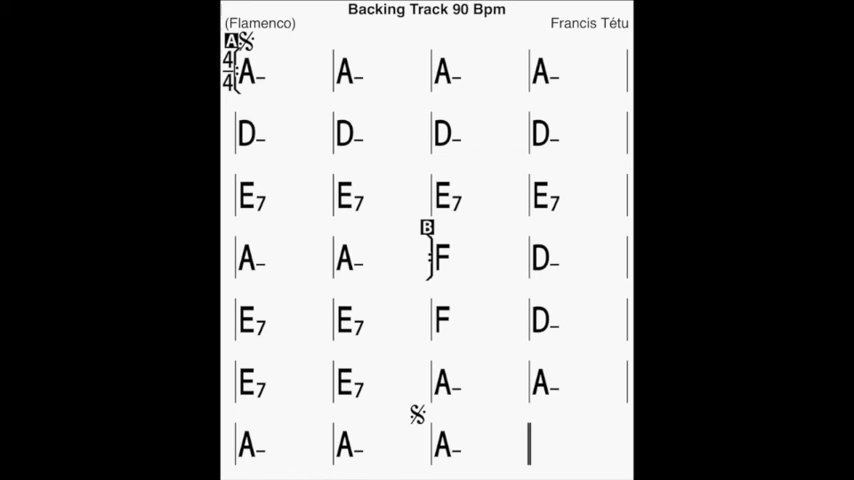 Backing Track 90 Bpm
(Flamenco) Francis Tétu
A
4/4 A– A– A– A–
D– D– D– D–
E7 E7 E7 E7
B
A– A– F D–
E7 E7 F D–
E7 E7 A– A–
A– A– A–